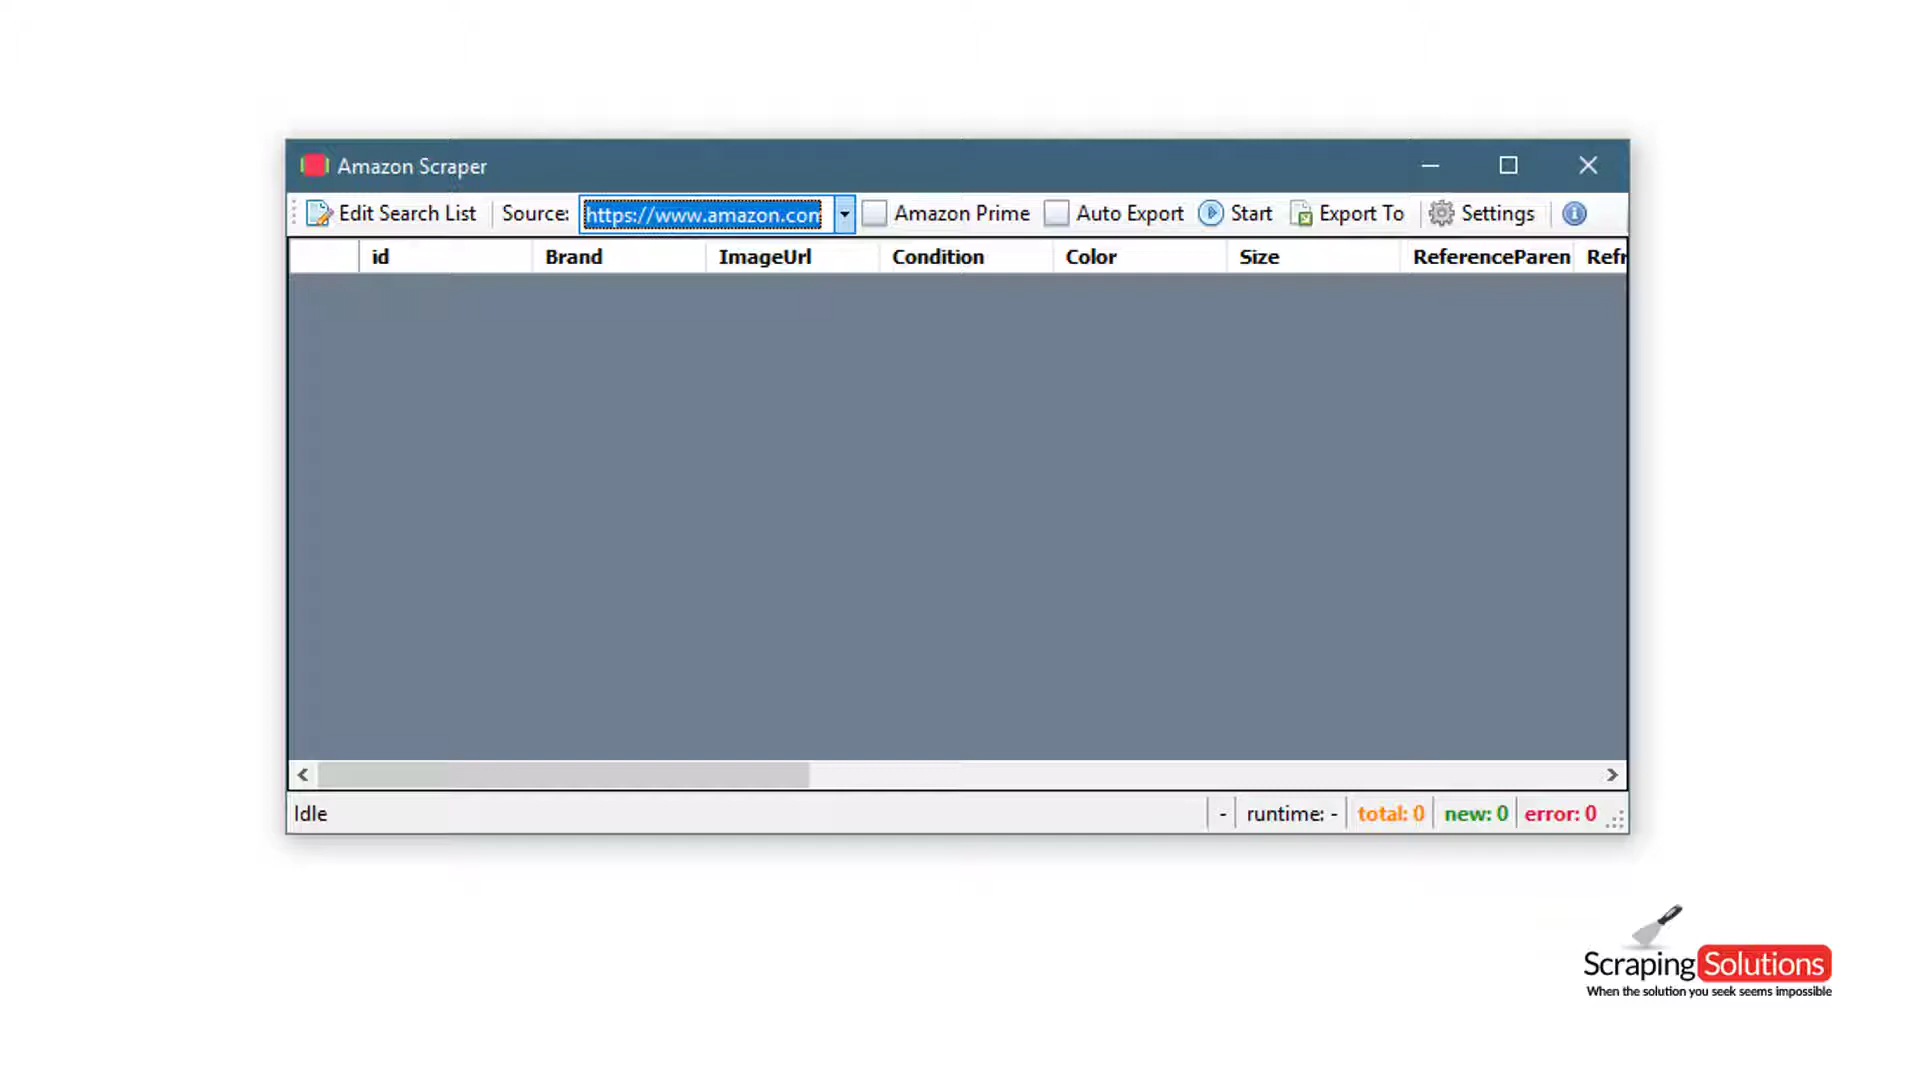 Amazon Scraper
Edit Search List Source: https://www.amazon.con Amazon Prime Auto Export Start Export To Settings
id Brand ImageUrl Condition Color Size ReferenceParen Refr
Idle - runtime: - total: 0 new: 0 error: 0
Scraping Solutions
When the solution you seek seems impossible